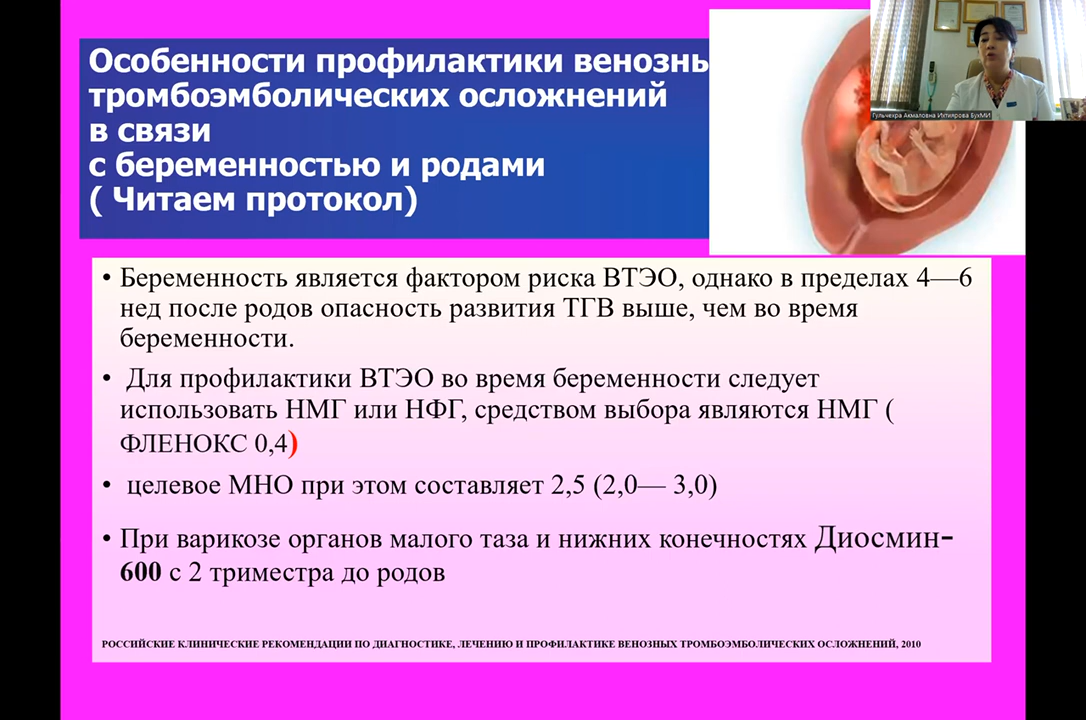 Особенности профилактики венозны
тромбоэмболических осложнений
в связи
с беременностью и родами
( Читаем протокол)
Гульчехра Акмаловна Ихтиярова БухМИ
• Беременность является фактором риска ВТЭО, однако в пределах 4—6
нед после родов опасность развития ТГВ выше, чем во время
беременности.
• Для профилактики ВТЭО во время беременности следует
использовать НМГ или НФГ, средством выбора являются НМГ (
ФЛЕНОКС 0,4)
• целевое МНО при этом составляет 2,5 (2,0— 3,0)
• При варикозе органов малого таза и нижних конечностях Диосмин-
600 с 2 триместра до родов
РОССИЙСКИЕ КЛИНИЧЕСКИЕ РЕКОМЕНДАЦИИ ПО ДИАГНОСТИКЕ, ЛЕЧЕНИЮ И ПРОФИЛАКТИКЕ ВЕНОЗНЫХ ТРОМБОЭМБОЛИЧЕСКИХ ОСЛОЖНЕНИЙ, 2010